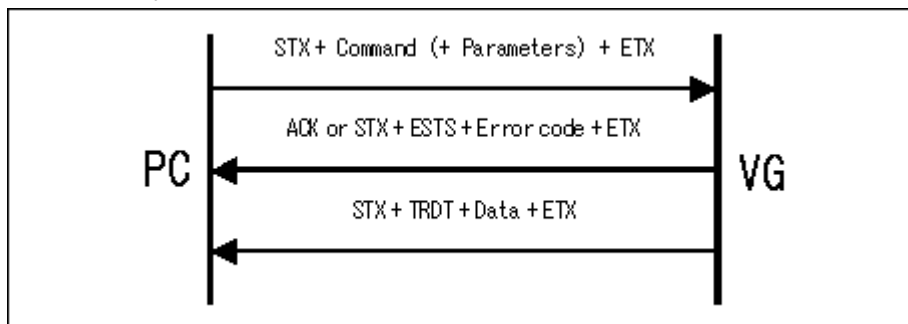 STX + Command (+ Parameters) + ETX
ACK or STX + ESTS + Error code + ETX
PC
VG
STX + TRDT + Data + ETX